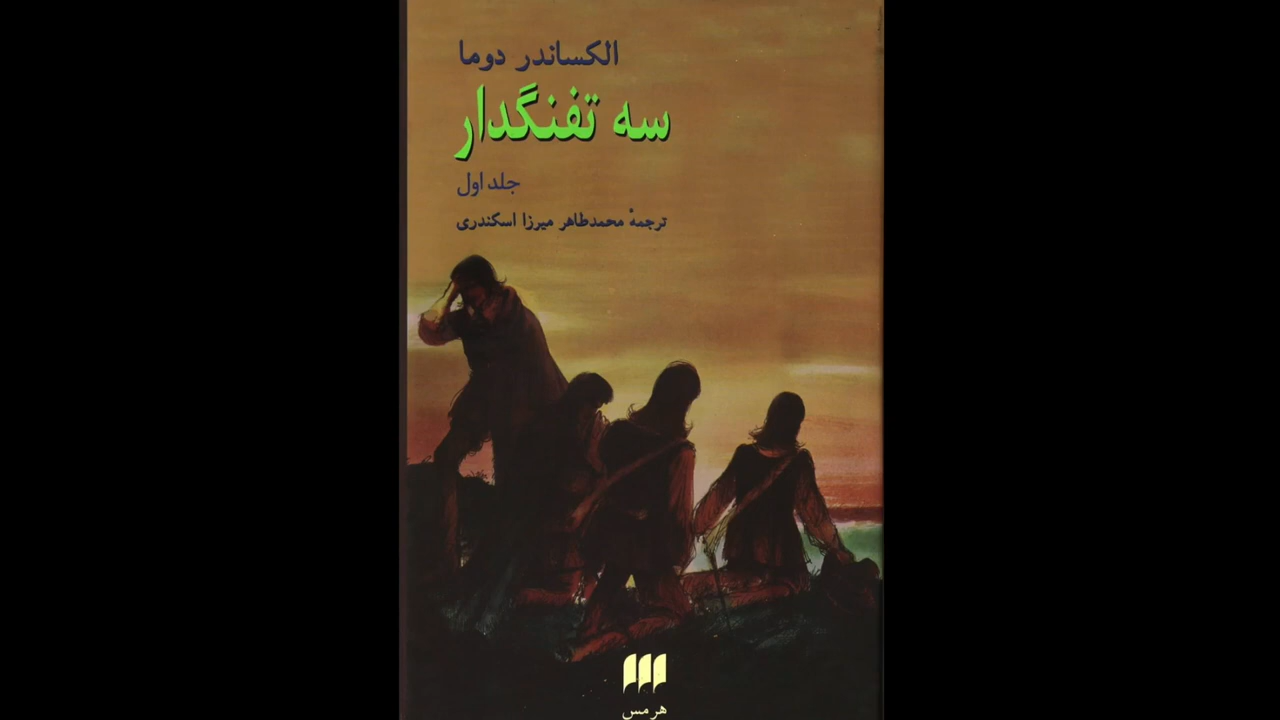 الکساندر دوما
سه تفنگدار
جلد اول
ترجمهٔ محمدطاهر میرزا اسکندری
هرمس